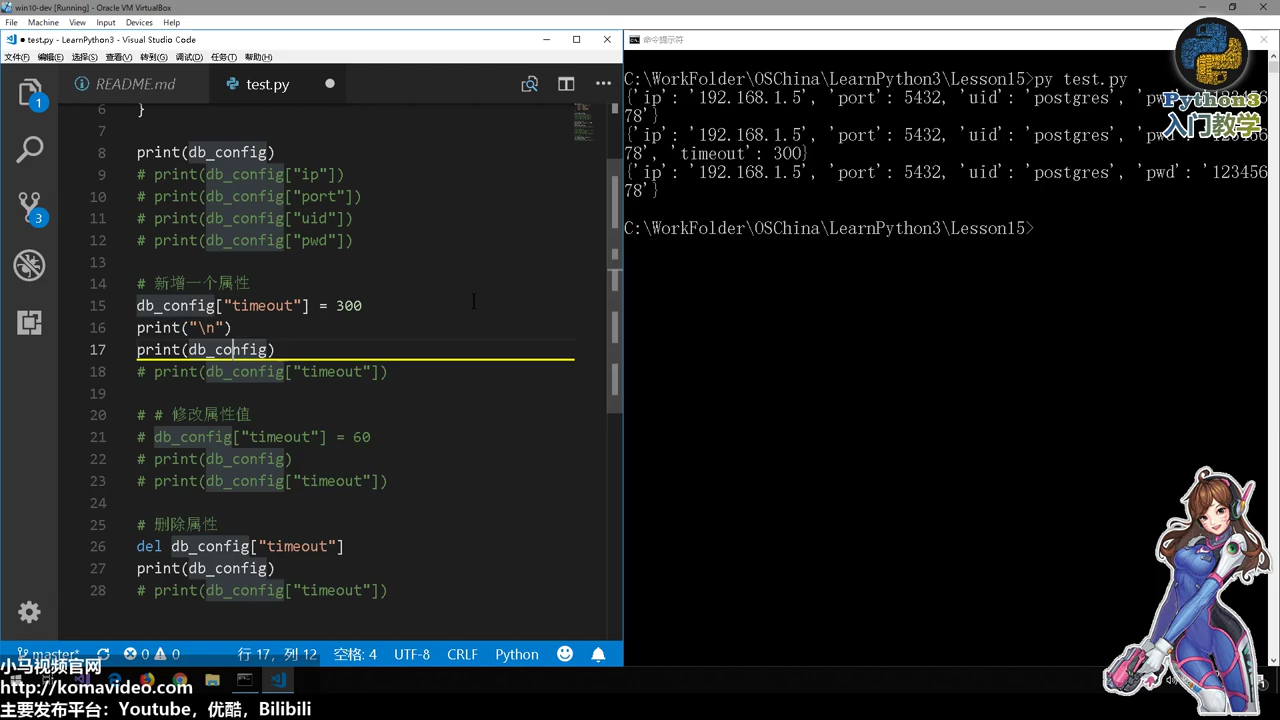 win10-dev [Running] - Oracle VM VirtualBox
File Machine View Input Devices Help
● test.py - LearnPython3 - Visual Studio Code
文件(F) 编辑(E) 选择(S) 查看(V) 转到(G) 调试(D) 任务(T) 帮助(H)
README.md test.py
6 }
7
8 print(db_config)
9 # print(db_config["ip"])
10 # print(db_config["port"])
11 # print(db_config["uid"])
12 # print(db_config["pwd"])
13
14 # 新增一个属性
15 db_config["timeout"] = 300
16 print("\n")
17 print(db_config)
18 # print(db_config["timeout"])
19
20 # # 修改属性值
21 # db_config["timeout"] = 60
22 # print(db_config)
23 # print(db_config["timeout"])
24
25 # 删除属性
26 del db_config["timeout"]
27 print(db_config)
28 # print(db_config["timeout"])
1
3
master* 0 0 行 17, 列 12 空格: 4 UTF-8 CRLF Python
命令提示符
C:\WorkFolder\OSChina\LearnPython3\Lesson15>py test.py
{'ip': '192.168.1.5', 'port': 5432, 'uid': 'postgres', 'pwd': '123456
78'}
{'ip': '192.168.1.5', 'port': 5432, 'uid': 'postgres', 'pwd': '123456
78', 'timeout': 300}
{'ip': '192.168.1.5', 'port': 5432, 'uid': 'postgres', 'pwd': '123456
78'}
C:\WorkFolder\OSChina\LearnPython3\Lesson15>
Python3
入门教学
小马视频官网
http://komavideo.com
主要发布平台：Youtube，优酷，Bilibili